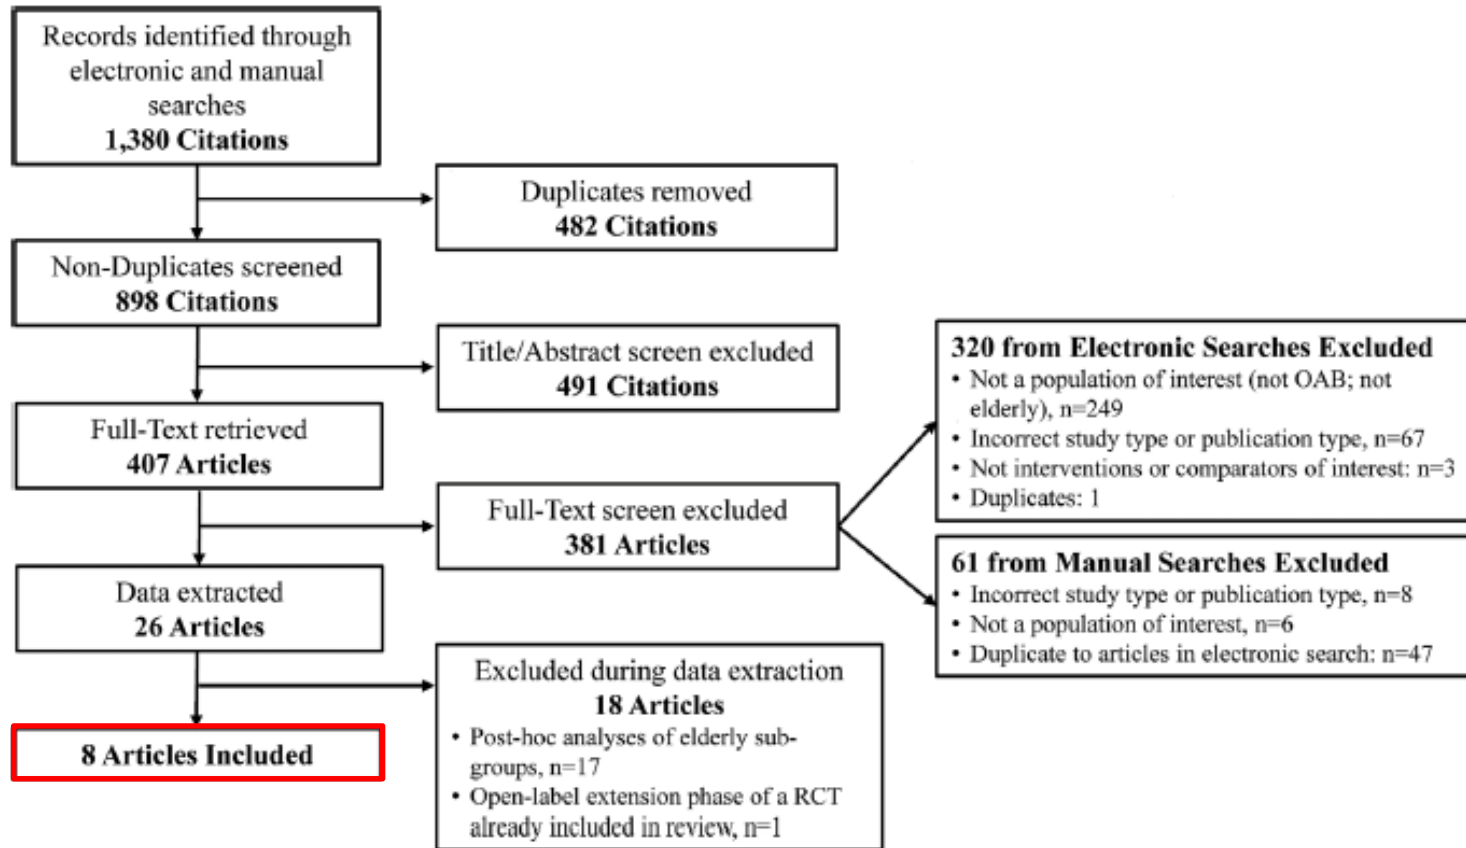 Records identified through
electronic and manual
searches
1,380 Citations
Duplicates removed
482 Citations
Non-Duplicates screened
898 Citations
Title/Abstract screen excluded
491 Citations
Full-Text retrieved
407 Articles
Full-Text screen excluded
381 Articles
320 from Electronic Searches Excluded
• Not a population of interest (not OAB; not
elderly), n=249
• Incorrect study type or publication type, n=67
• Not interventions or comparators of interest: n=3
• Duplicates: 1
61 from Manual Searches Excluded
• Incorrect study type or publication type, n=8
• Not a population of interest, n=6
• Duplicate to articles in electronic search: n=47
Data extracted
26 Articles
Excluded during data extraction
18 Articles
• Post-hoc analyses of elderly sub-
groups, n=17
• Open-label extension phase of a RCT
already included in review, n=1
8 Articles Included